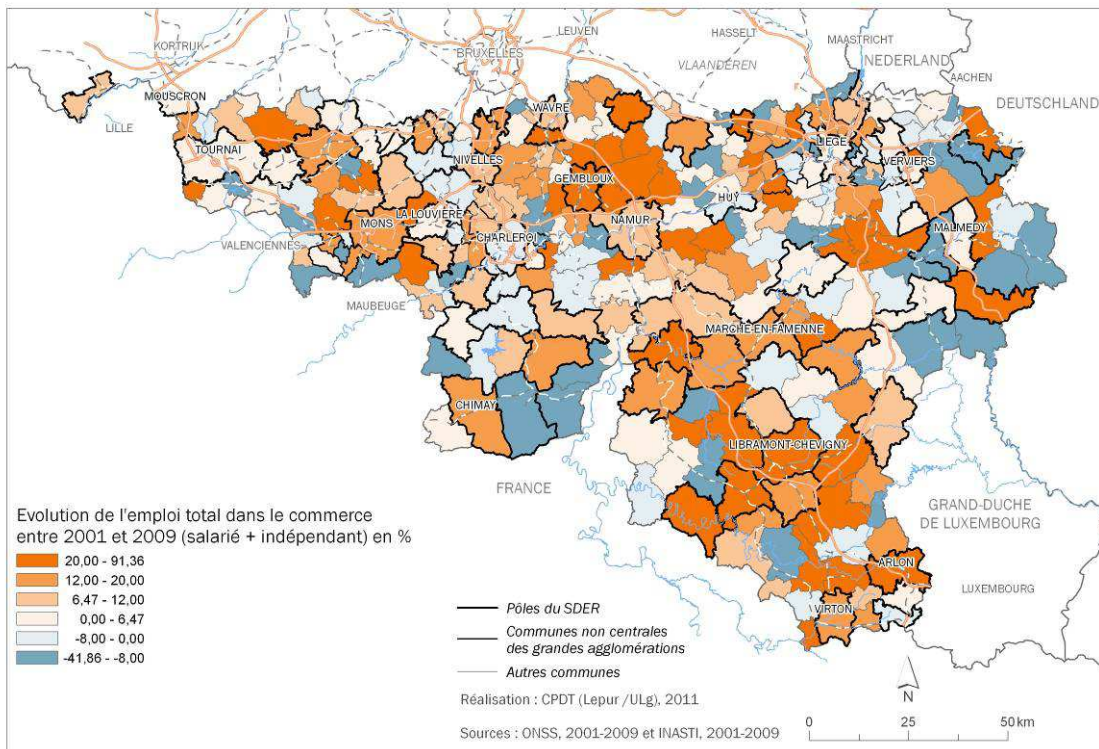 KORTRIJK
BRUXELLES
LEUVEN
HASSELT
MAASTRICHT
NEDERLAND
VLAANDEREN
AACHEN
DEUTSCHLAND
MOUSCRON
LILLE
TOURNAI
WAVRE
NIVELLES
LIEGE
VERVIERS
GEMBLOUX
HUY
NAMUR
LA LOUVIERE
MONS
CHARLEROI
MALMEDY
VALENCIENNES
MAUBEUGE
MARCHE-EN-FAMENNE
CHIMAY
LIBRAMONT-CHEVIGNY
FRANCE
GRAND-DUCHE
DE LUXEMBOURG
ARLON
LUXEMBOURG
VIRTON
Evolution de l'emploi total dans le commerce
entre 2001 et 2009 (salarié + indépendant) en %
20,00 - 91,36
12,00 - 20,00
6,47 - 12,00
0,00 - 6,47
-8,00 - 0,00
-41,86 - -8,00
Pôles du SDER
Communes non centrales
des grandes agglomérations
Autres communes
Réalisation : CPDT (Lepur /ULg), 2011
Sources : ONSS, 2001-2009 et INASTI, 2001-2009
N
0 25 50 km